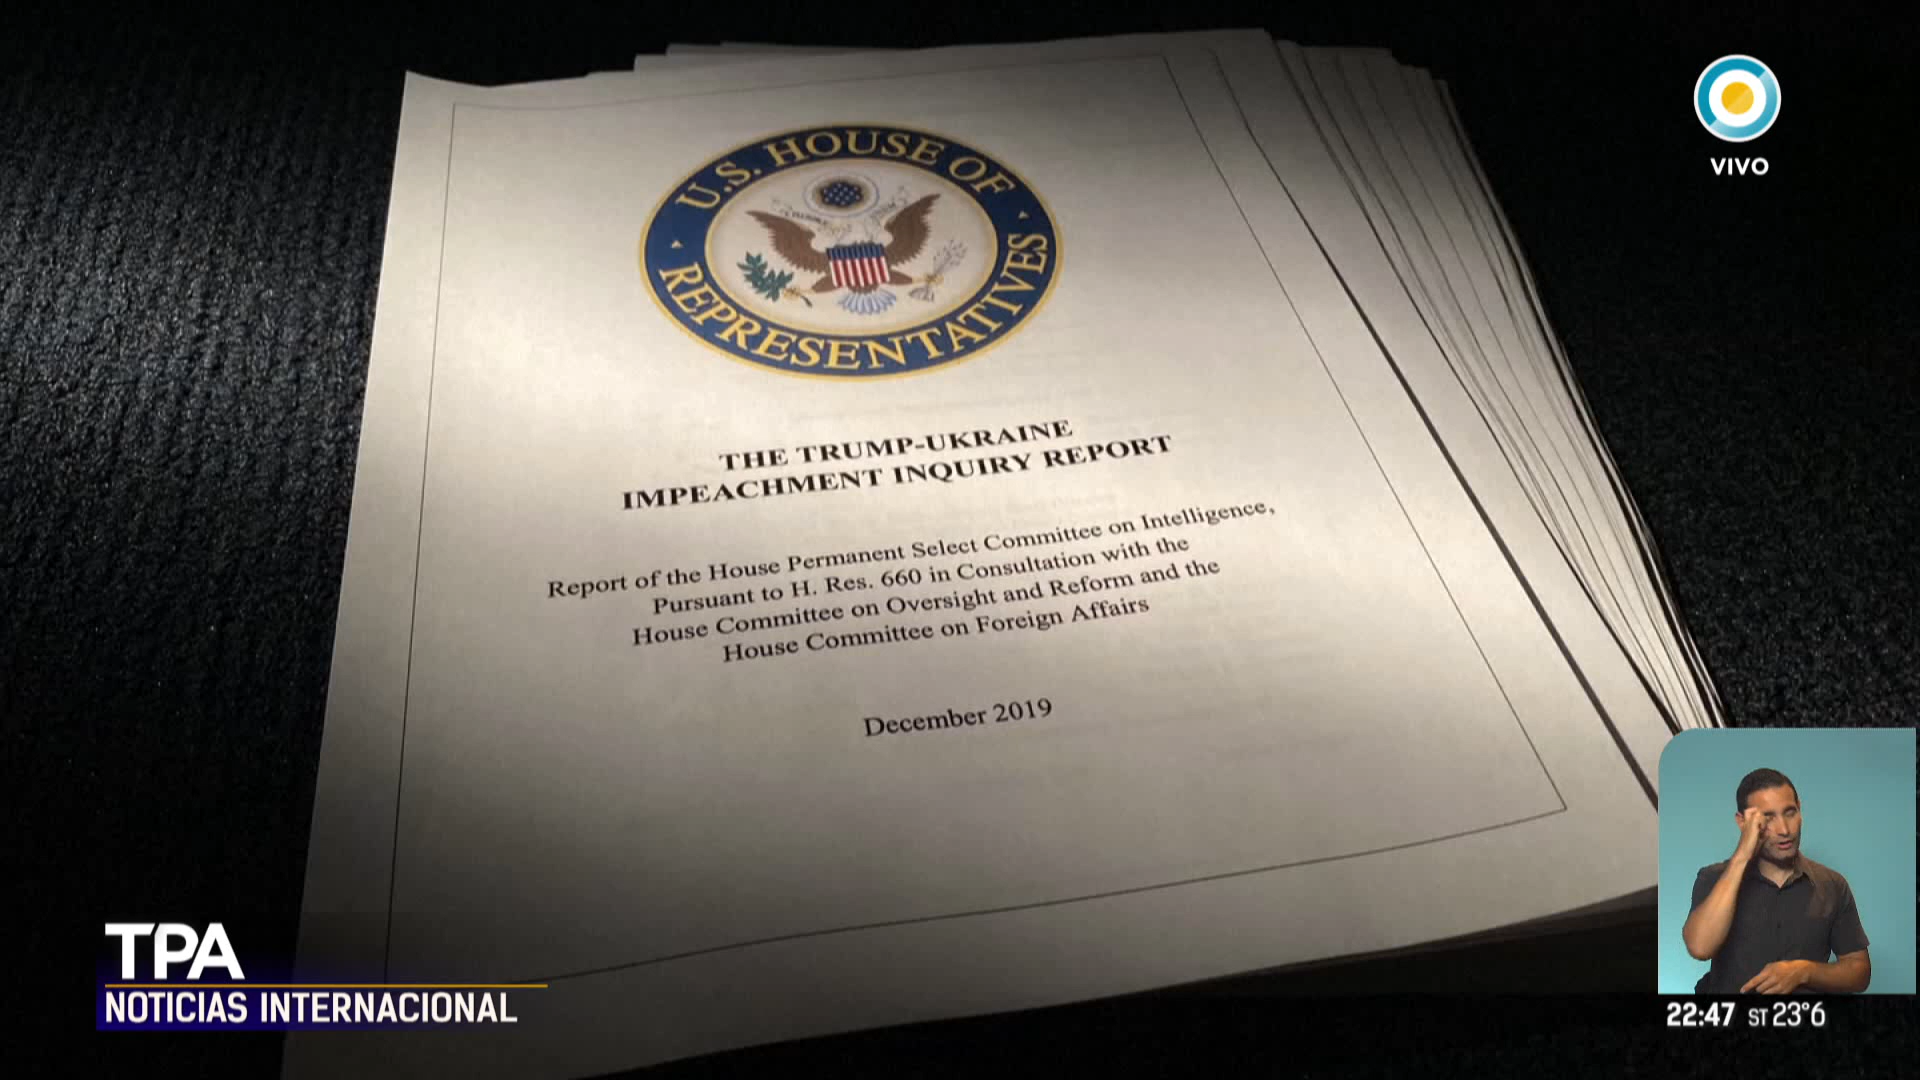 VIVO
U.S. HOUSE OF
REPRESENTATIVES
THE TRUMP-UKRAINE
IMPEACHMENT INQUIRY REPORT
Report of the House Permanent Select Committee on Intelligence,
Pursuant to H. Res. 660 in Consultation with the
House Committee on Oversight and Reform and the
House Committee on Foreign Affairs
December 2019
TPA
NOTICIAS INTERNACIONAL
22:47 ST 23°6